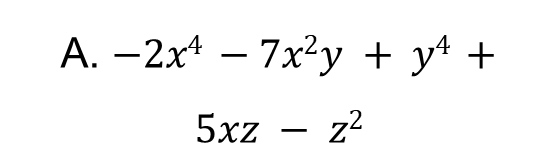 A. −2x⁴ − 7x²y + y⁴ +
5xz − z²